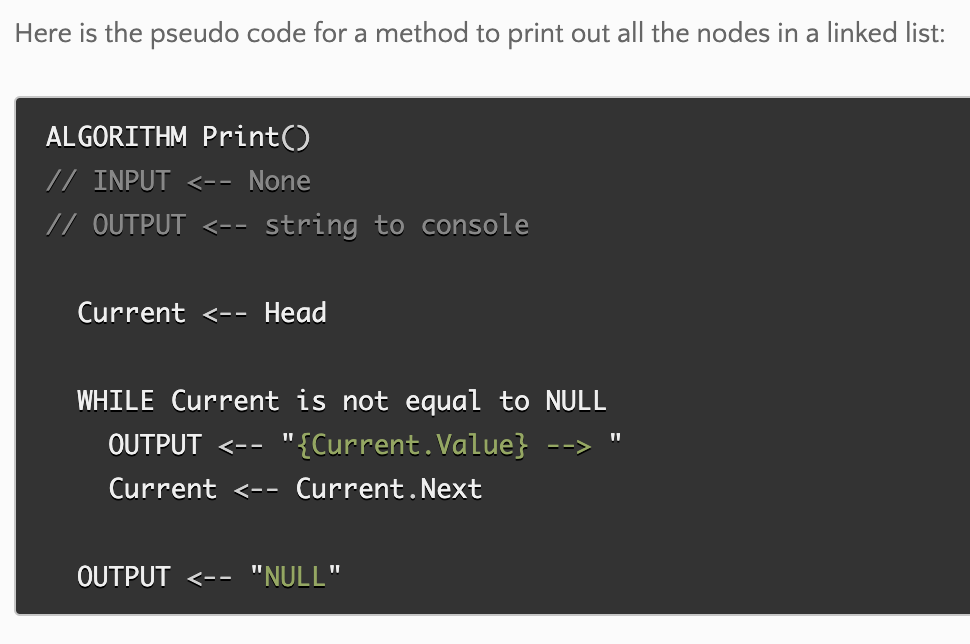 Here is the pseudo code for a method to print out all the nodes in a linked list:
ALGORITHM Print()
// INPUT <-- None
// OUTPUT <-- string to console
Current <-- Head
WHILE Current is not equal to NULL
OUTPUT <-- "{Current.Value} --> "
Current <-- Current.Next
OUTPUT <-- "NULL"